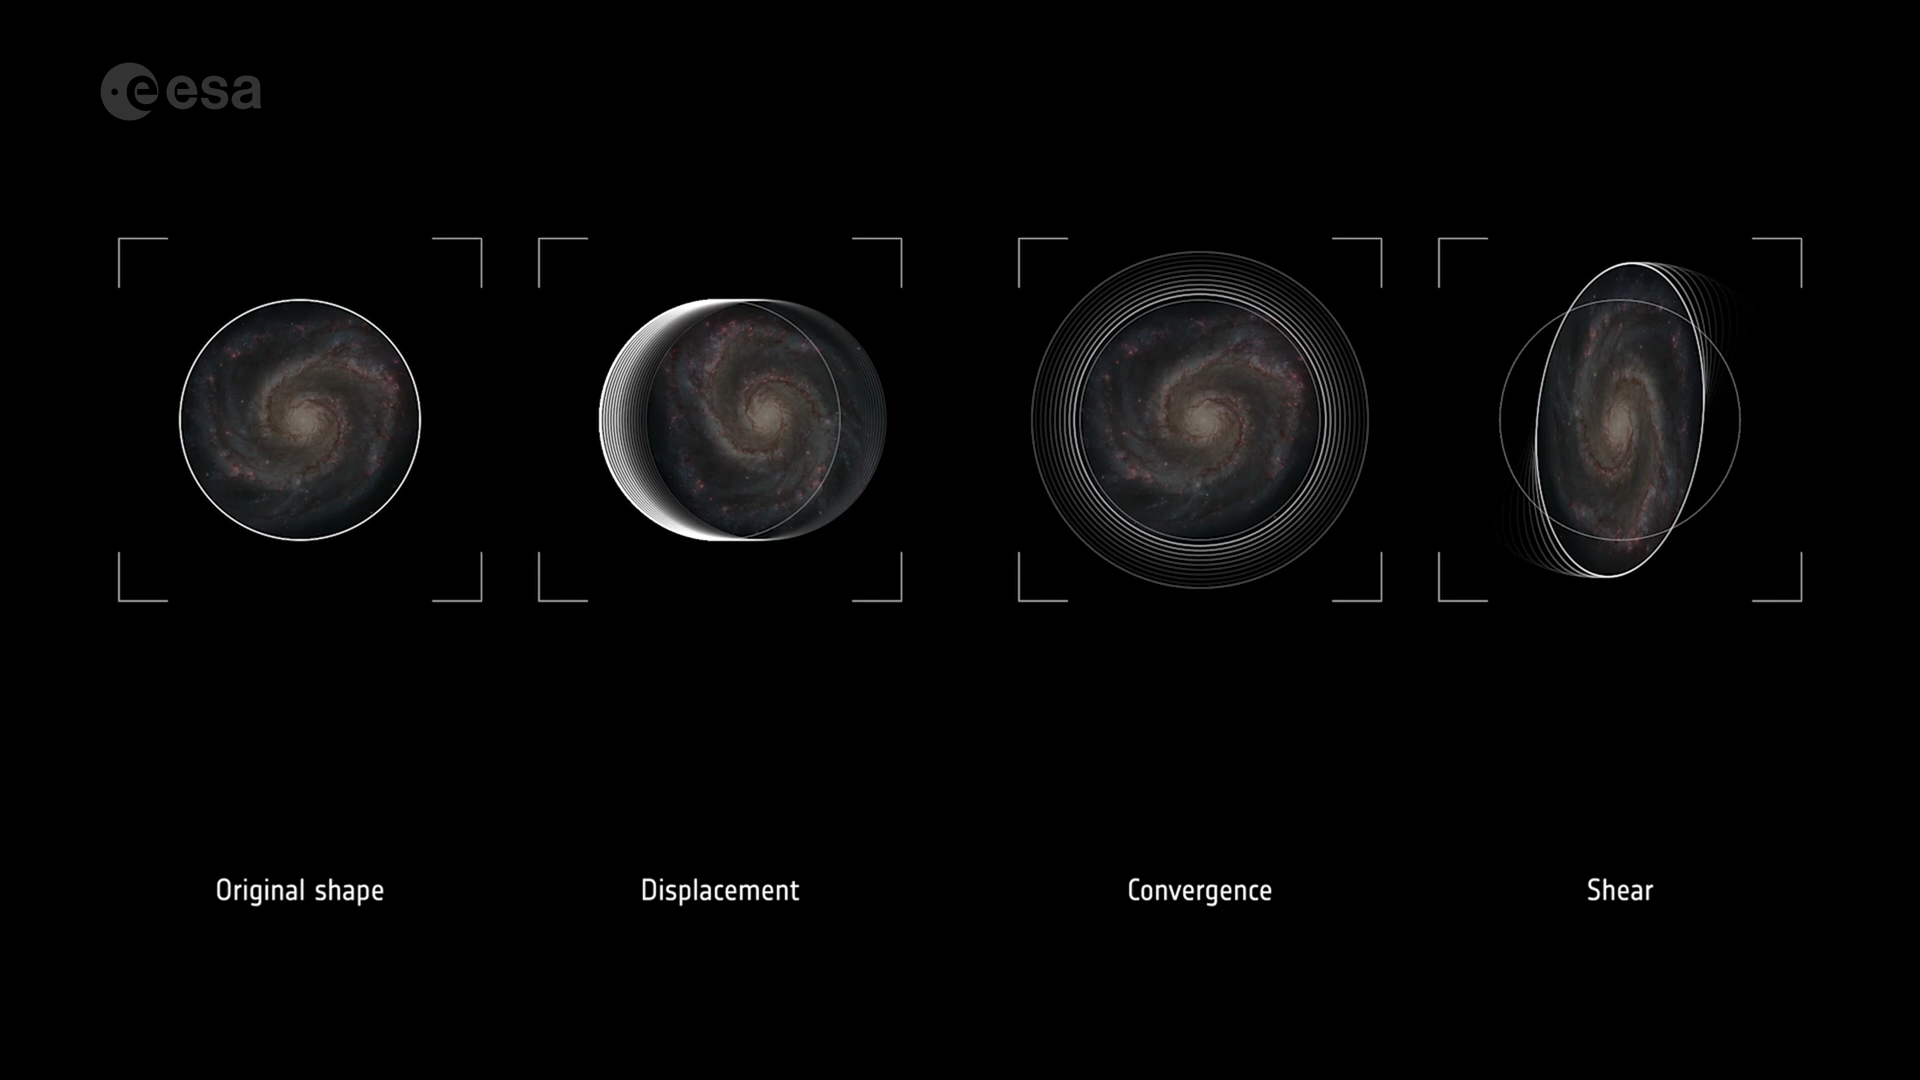 esa
Original shape
Displacement
Convergence
Shear